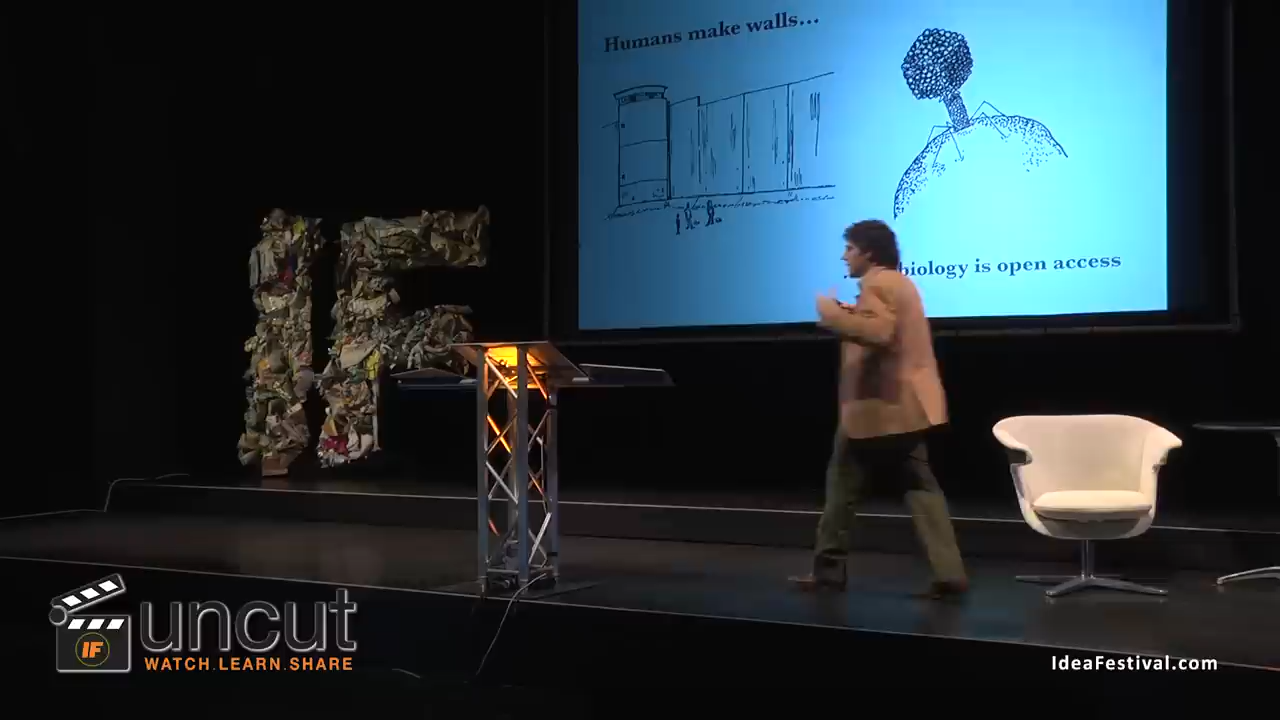 Humans make walls...
biology is open access
IF
uncut
WATCH.LEARN.SHARE
IdeaFestival.com